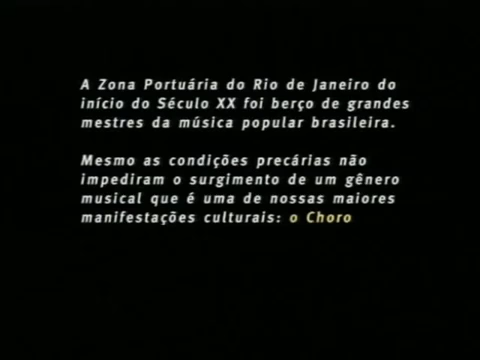 A Zona Portuária do Rio de Janeiro do
início do Século XX foi berço de grandes
mestres da música popular brasileira.
Mesmo as condições precárias não
impediram o surgimento de um gênero
musical que é uma de nossas maiores
manifestações culturais: o Choro